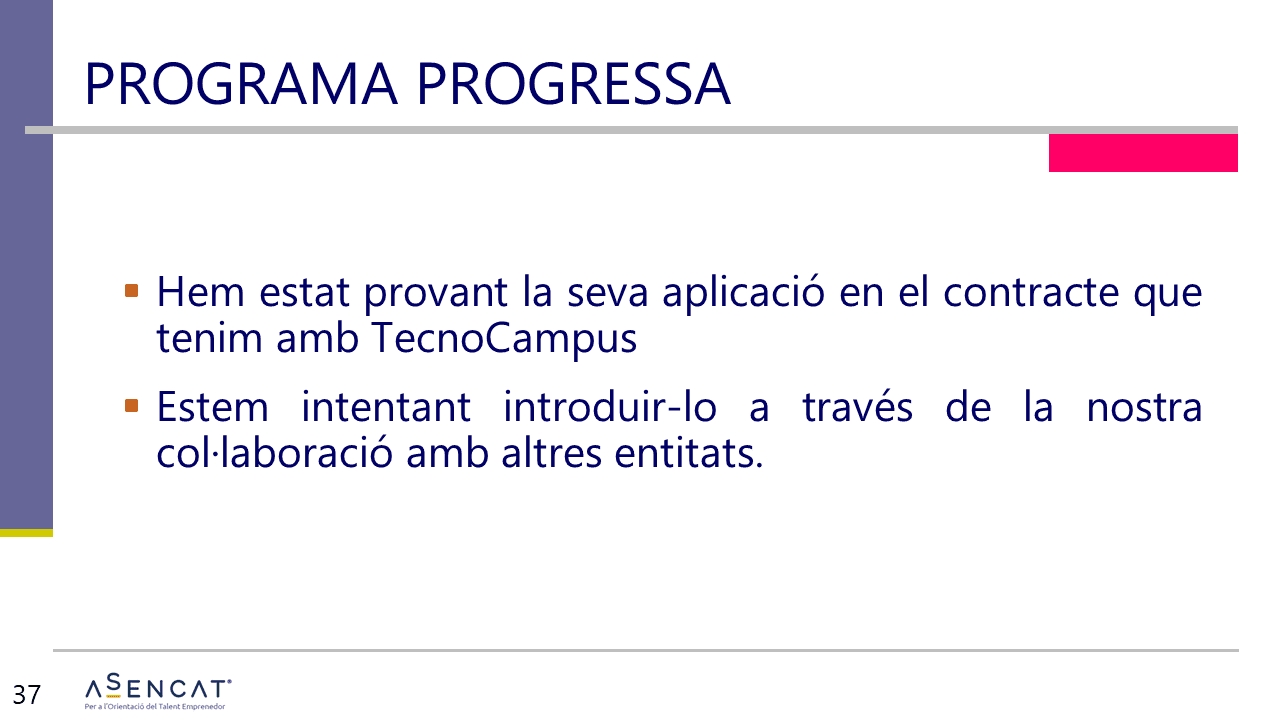 PROGRAMA PROGRESSA
Hem estat provant la seva aplicació en el contracte que
tenim amb TecnoCampus
Estem intentant introduir-lo a través de la nostra
col·laboració amb altres entitats.
37
ASENCAT®
Per a l'Orientació del Talent Emprenedor